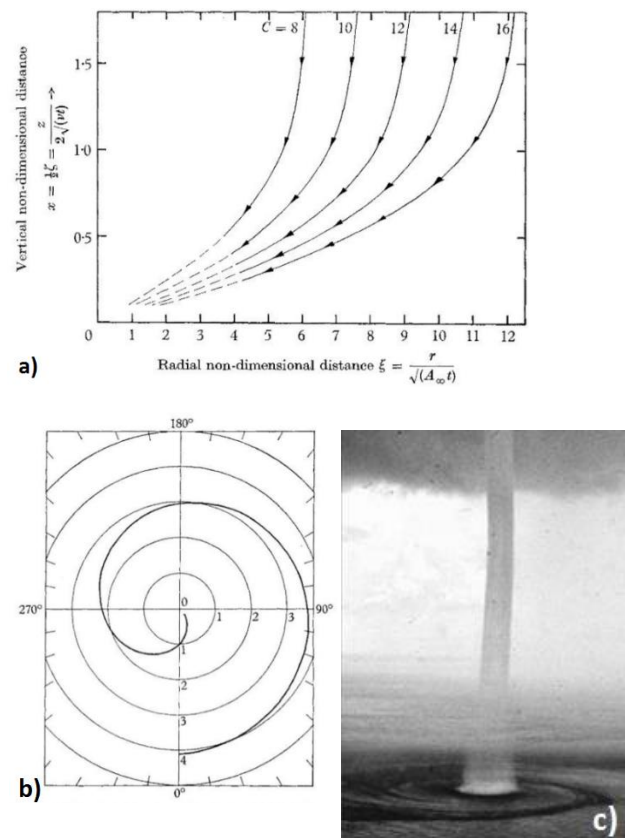 C = 8 10 12 14 16
1·5
1·0
0·5
0 1 2 3 4 5 6 7 8 9 10 11 12
Vertical non-dimensional distance
x = ½ζ = z / 2√(νt) →
a)
Radial non-dimensional distance ξ = r / √(A∞t)
180°
270° 0 1 2 3 90°
1
2
3
4
b)
0°
c)